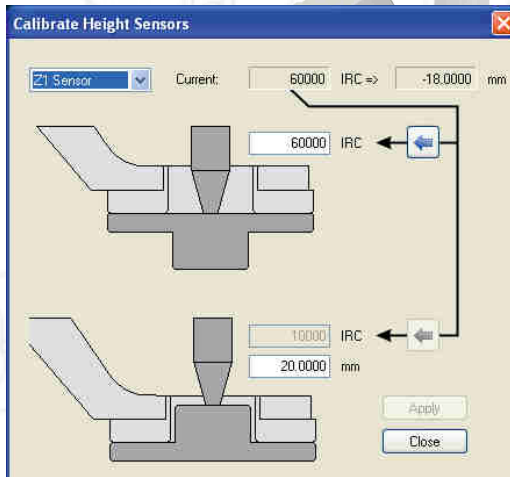 Calibrate Height Sensors
Z1 Sensor Current: 60000 IRC => -18.0000 mm
60000 IRC
10000 IRC
20.0000 mm
Apply
Close